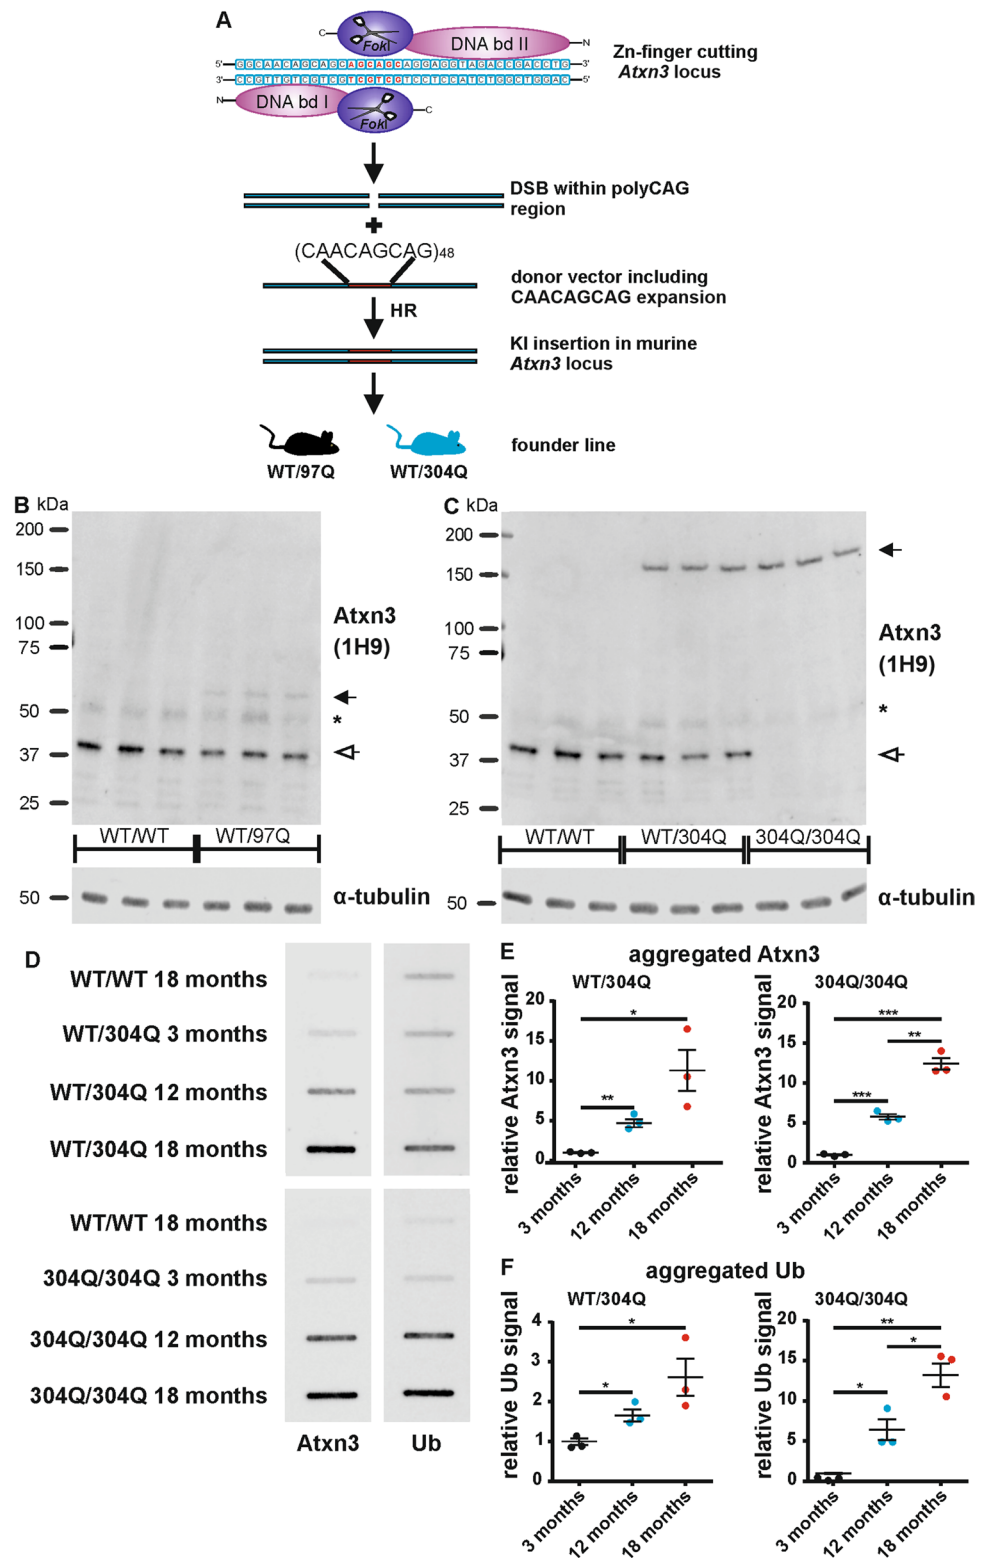 A
C
FokI
DNA bd II
N
Zn-finger cutting
Atxn3 locus
5'
3'
3'
5'
N
DNA bd I
FokI
C
DSB within polyCAG
region
(CAACAGCAG)48
donor vector including
CAACAGCAG expansion
HR
KI insertion in murine
Atxn3 locus
founder line
WT/97Q
WT/304Q
B
kDa
200
150
100
75
50
37
25
Atxn3
(1H9)
*
WT/WT
WT/97Q
50
α-tubulin
C
kDa
200
150
100
75
50
37
25
Atxn3
(1H9)
*
WT/WT
WT/304Q
304Q/304Q
50
α-tubulin
D
WT/WT 18 months
WT/304Q 3 months
WT/304Q 12 months
WT/304Q 18 months
WT/WT 18 months
304Q/304Q 3 months
304Q/304Q 12 months
304Q/304Q 18 months
Atxn3
Ub
E
aggregated Atxn3
WT/304Q
relative Atxn3 signal
20
15
10
5
0
*
**
3 months
12 months
18 months
304Q/304Q
relative Atxn3 signal
20
15
10
5
0
***
**
***
3 months
12 months
18 months
F
aggregated Ub
WT/304Q
relative Ub signal
4
3
2
1
0
*
*
3 months
12 months
18 months
304Q/304Q
relative Ub signal
20
15
10
5
0
**
*
*
3 months
12 months
18 months